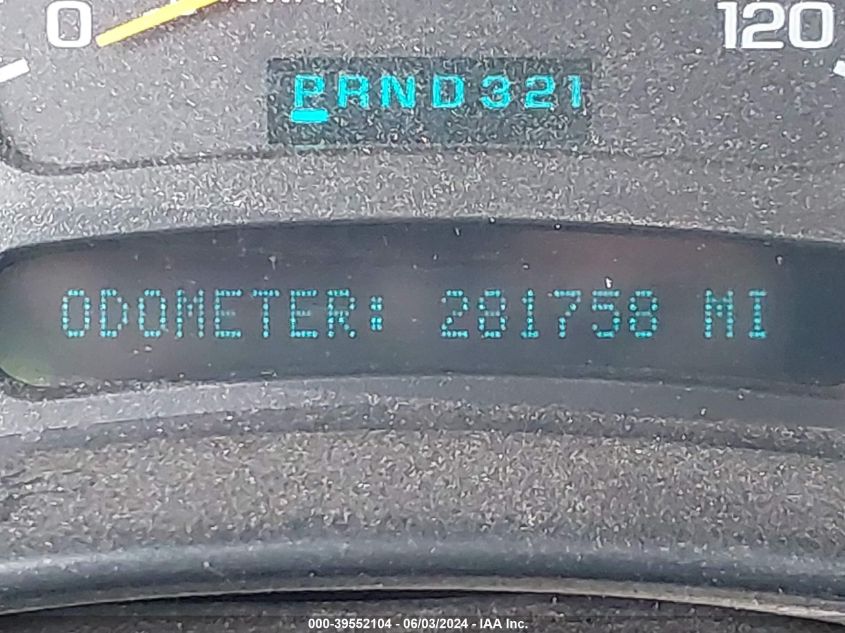 0 120
PRND321
ODOMETER: 281758 MI
000-39552104 - 06/03/2024 - IAA Inc.